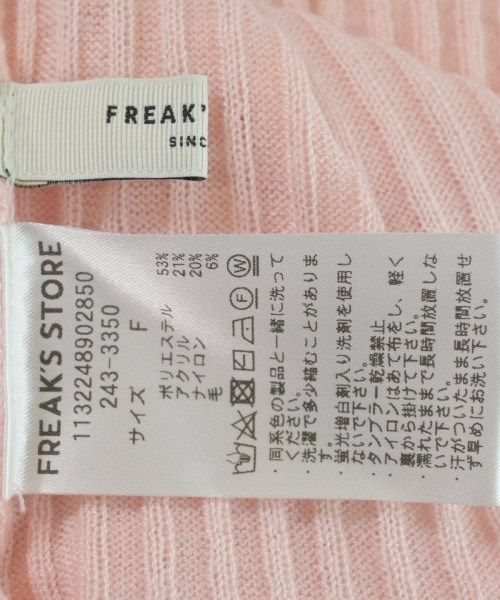 FREAK'
SINC
FREAK'S STORE
1132248902850
243-3350
サイズ F
ポリエステル 53%
アクリル 21%
ナイロン 20%
毛 6%
・同系色の製品と一緒に洗って
ください。
・洗濯で多少縮むことがありま
す。
・蛍光増白剤入り洗剤を使用し
ないで下さい。
・タンブラー乾燥禁止
・アイロンはあて布をし、軽く
裏から掛けて下さい。
・濡れたままで長時間放置しな
いで下さい。
・汗がついたまま長時間放置せ
ず早めにお洗い下さい。